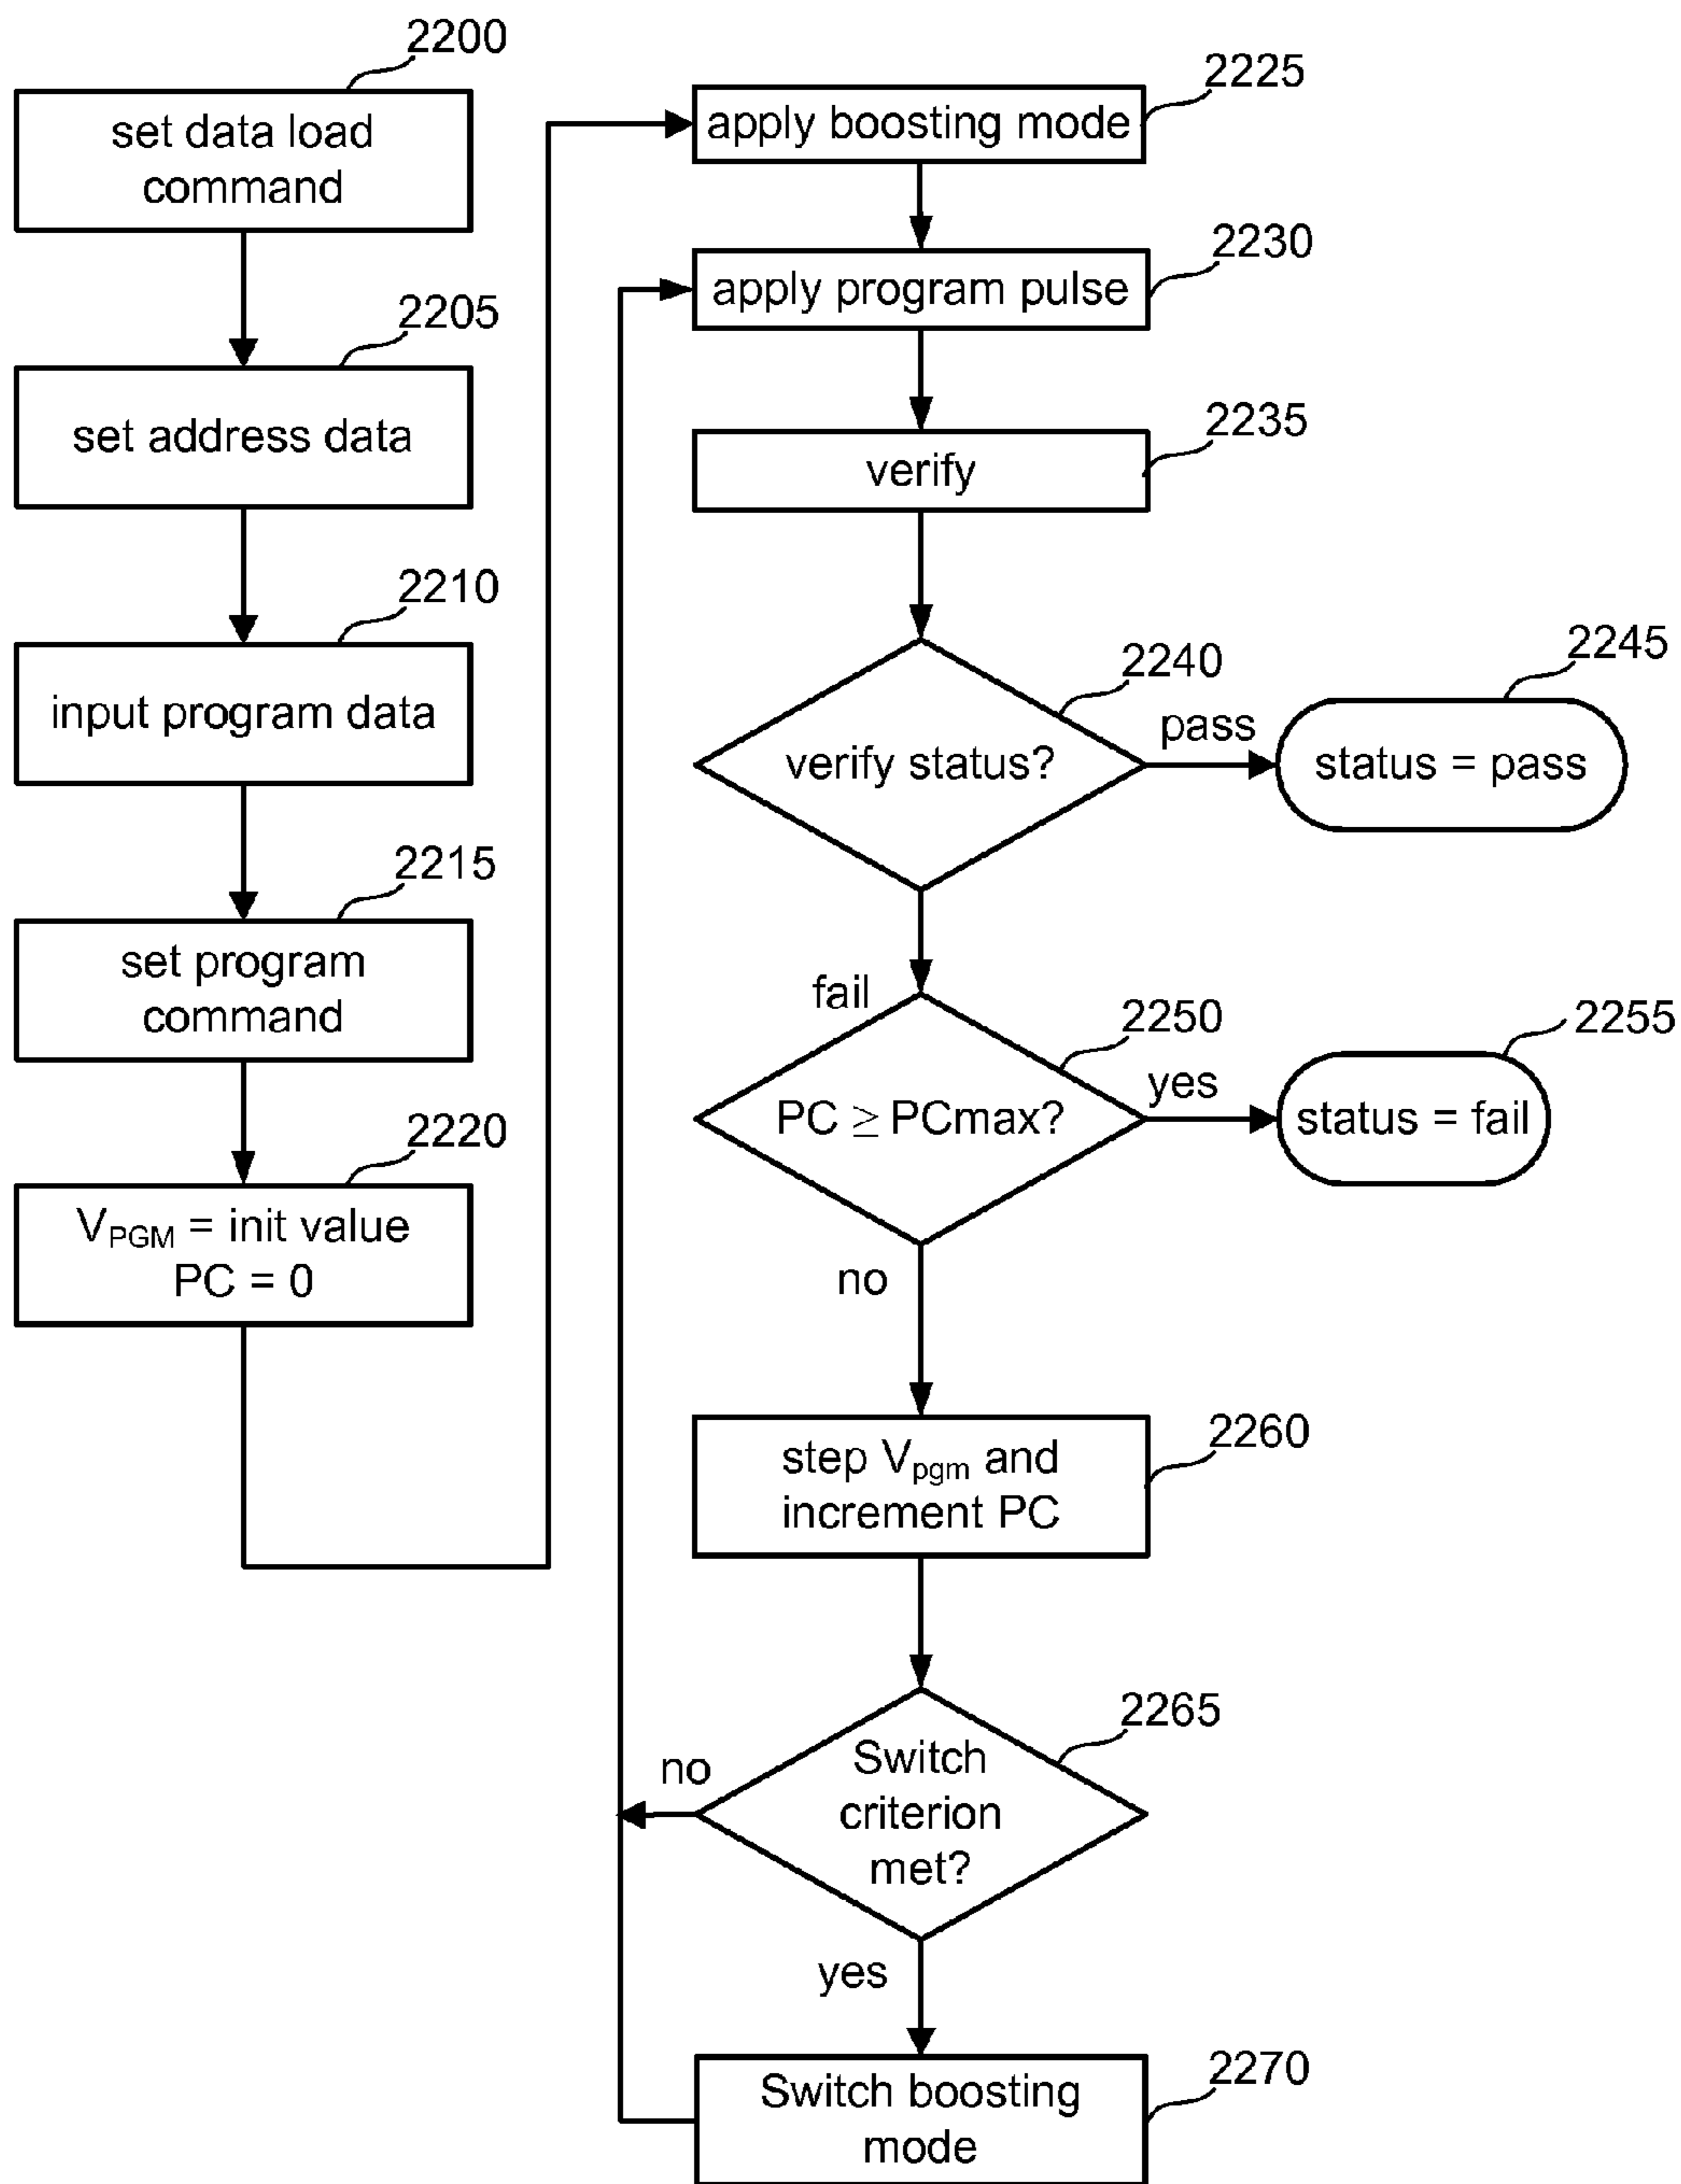 2200
set data load
command
2205
set address data
2210
input program data
2215
set program
command
2220
VPGM = init value
PC = 0
2225
apply boosting mode
2230
apply program pulse
2235
verify
2240
verify status?
pass
2245
status = pass
fail
2250
PC ≥ PCmax?
yes
2255
status = fail
no
2260
step Vpgm and
increment PC
2265
Switch
criterion
met?
no
yes
2270
Switch boosting
mode